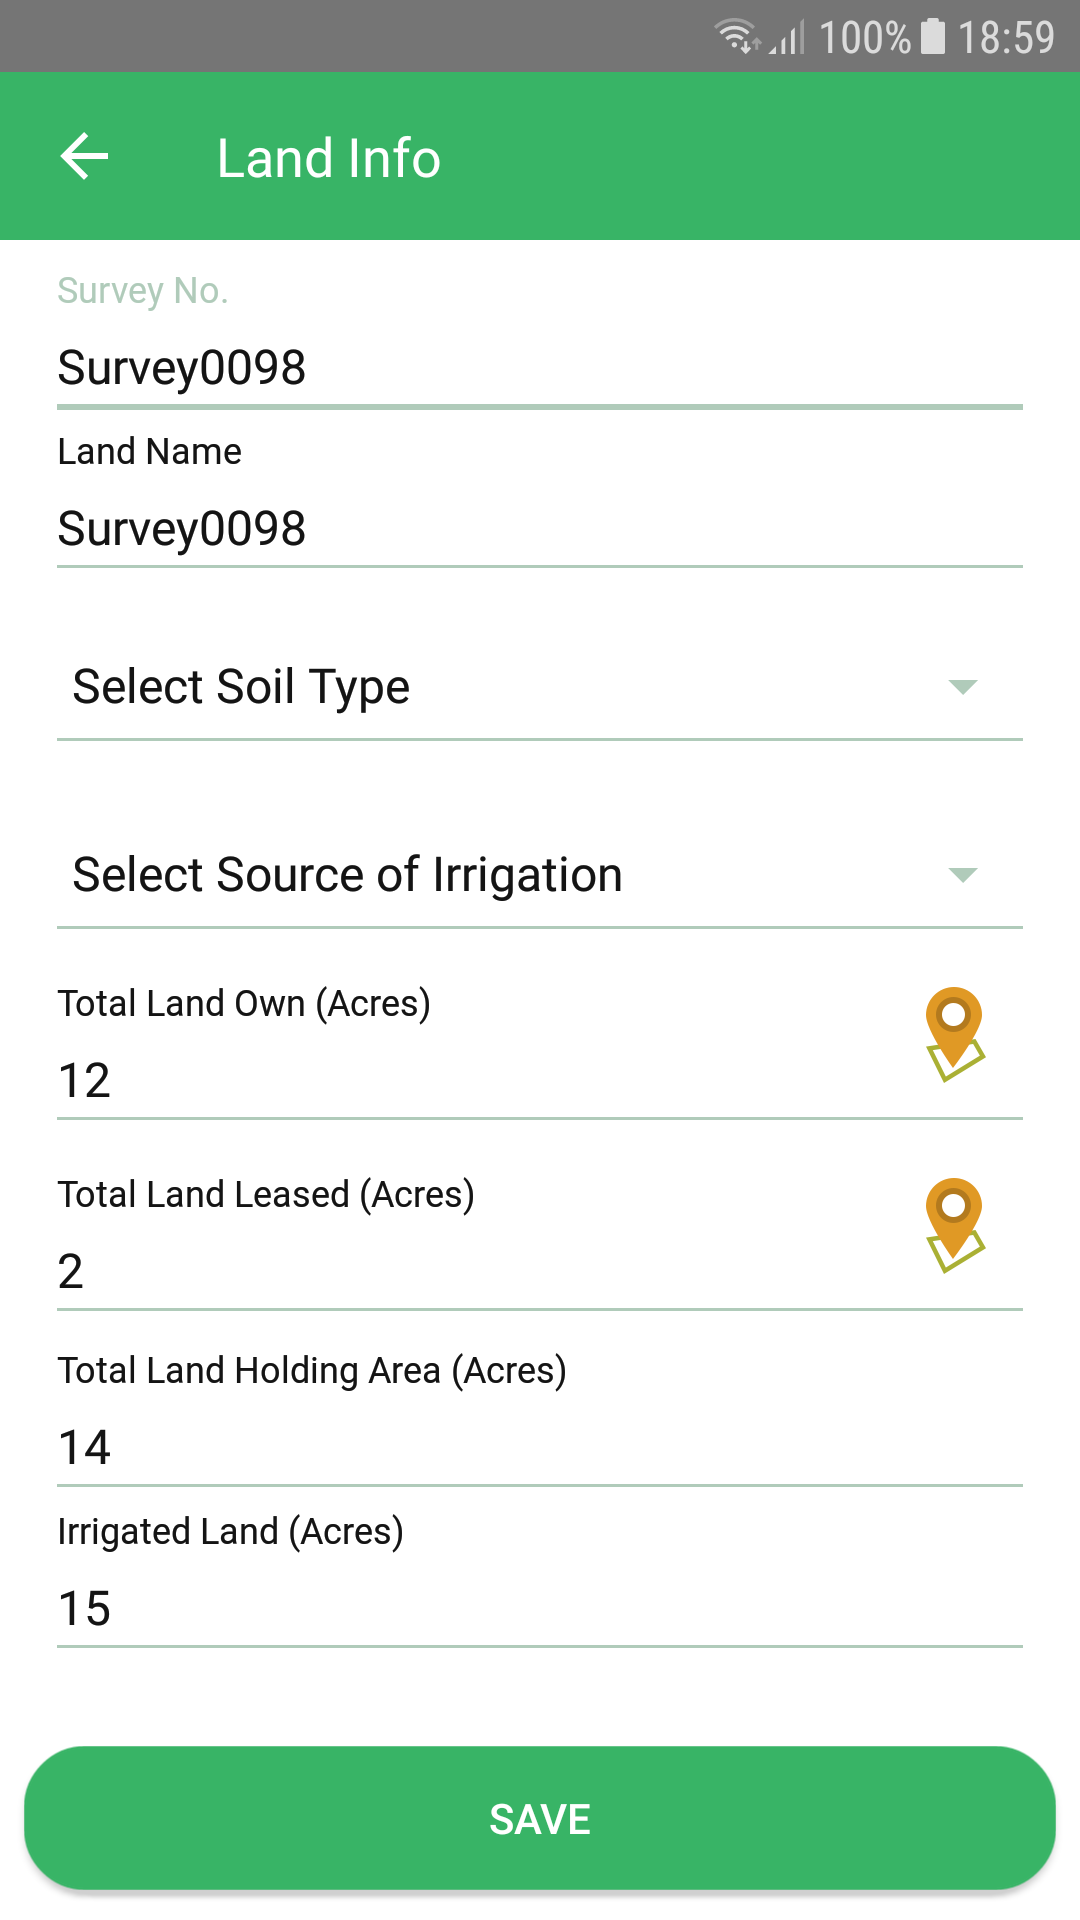 100% 18:59
Land Info
Survey No.
Survey0098
Land Name
Survey0098
Select Soil Type
Select Source of Irrigation
Total Land Own (Acres)
12
Total Land Leased (Acres)
2
Total Land Holding Area (Acres)
14
Irrigated Land (Acres)
15
SAVE